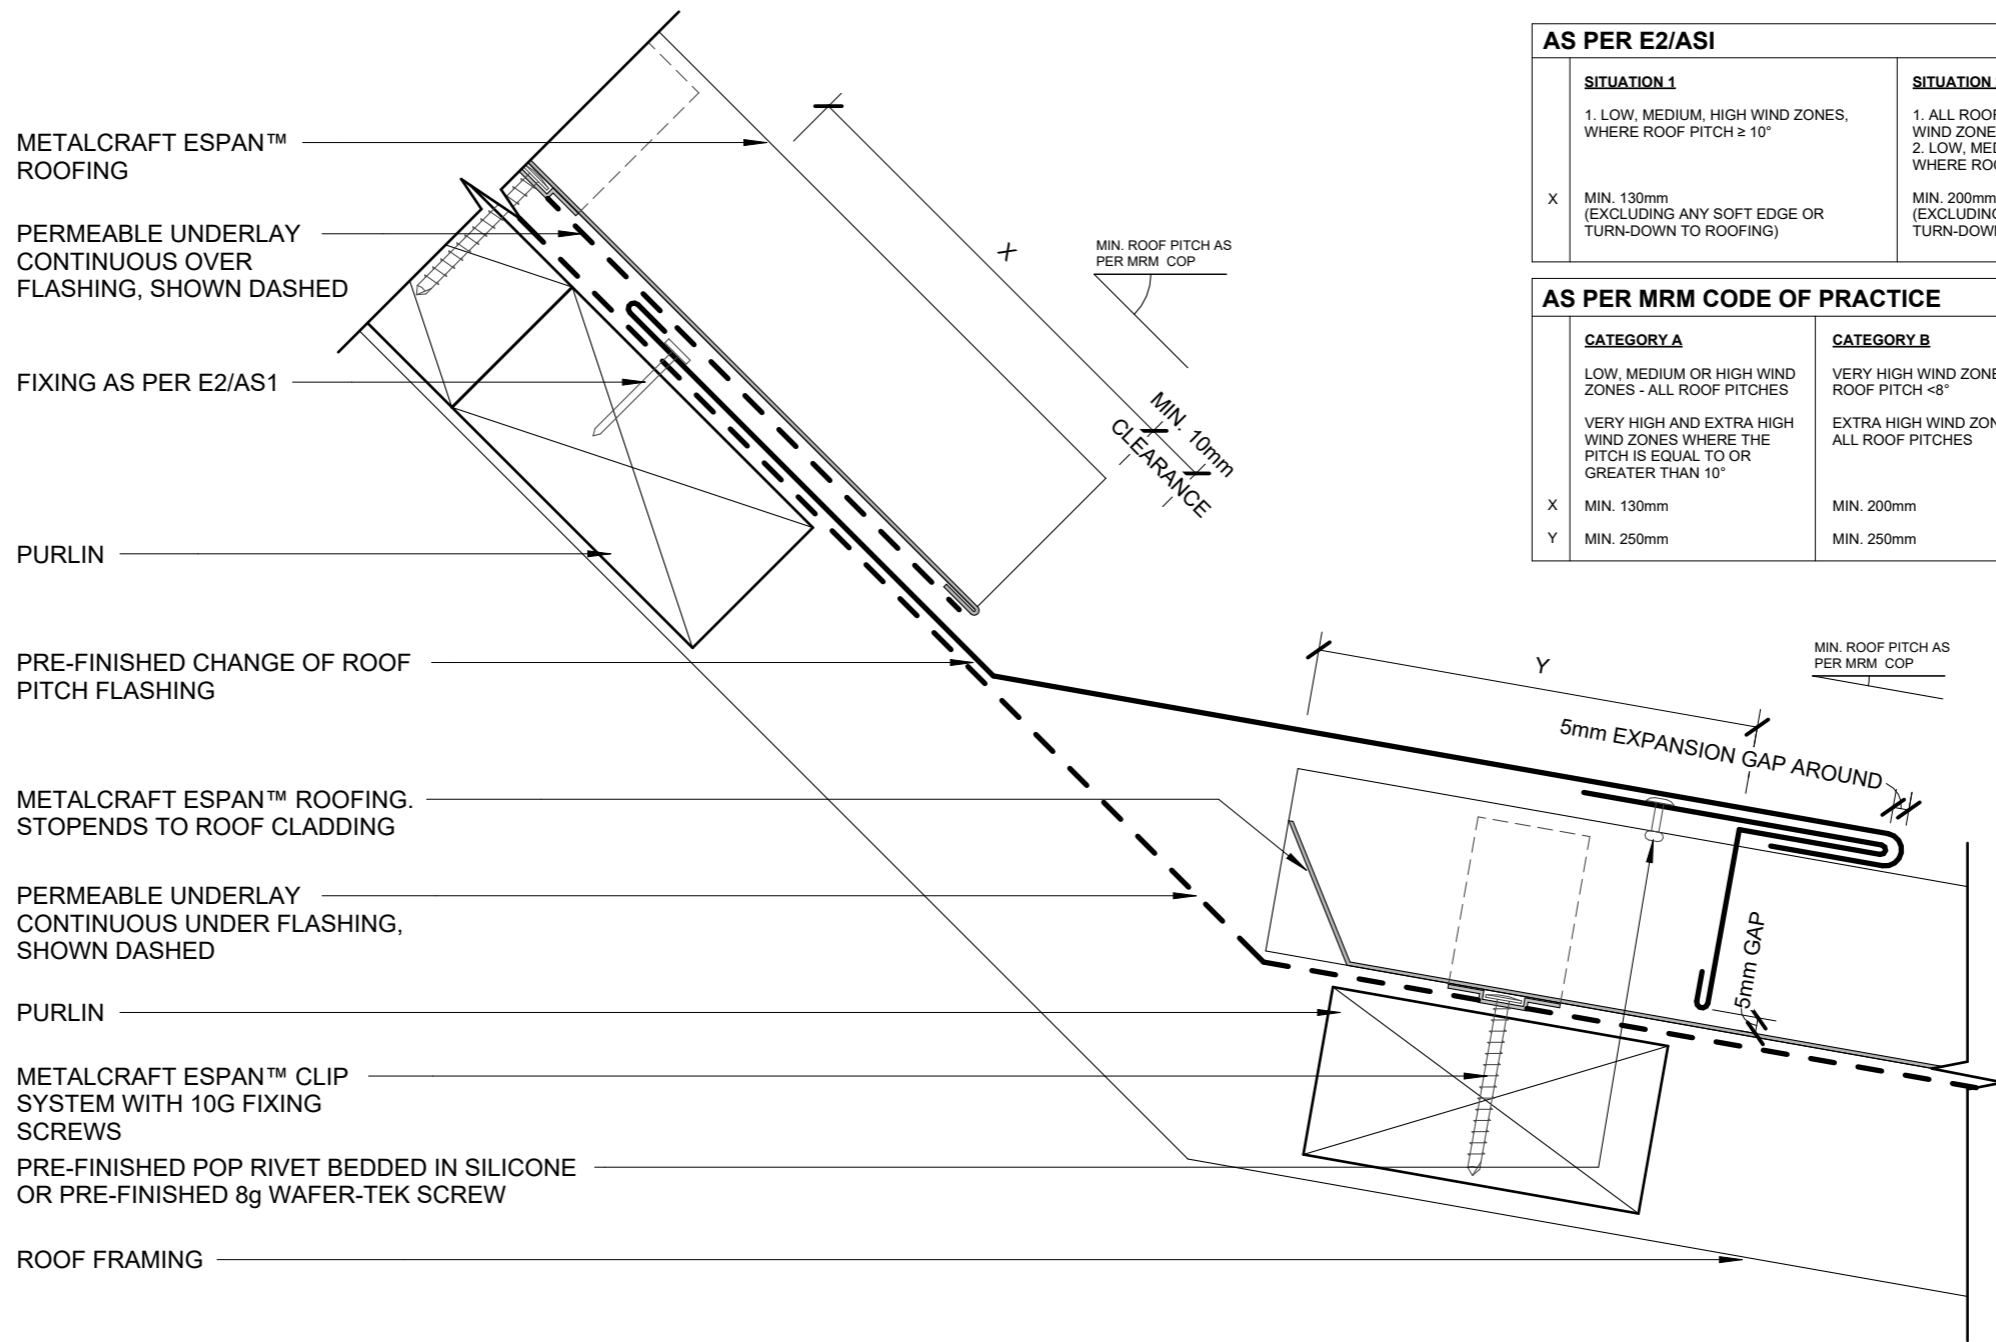 METALCRAFT ESPAN™
ROOFING
PERMEABLE UNDERLAY
CONTINUOUS OVER
FLASHING, SHOWN DASHED
FIXING AS PER E2/AS1
PURLIN
PRE-FINISHED CHANGE OF ROOF
PITCH FLASHING
METALCRAFT ESPAN™ ROOFING.
STOPENDS TO ROOF CLADDING
PERMEABLE UNDERLAY
CONTINUOUS UNDER FLASHING,
SHOWN DASHED
PURLIN
METALCRAFT ESPAN™ CLIP
SYSTEM WITH 10G FIXING
SCREWS
PRE-FINISHED POP RIVET BEDDED IN SILICONE
OR PRE-FINISHED 8g WAFER-TEK SCREW
ROOF FRAMING
X
MIN. 10mm
CLEARANCE
MIN. ROOF PITCH AS
PER MRM COP
Y
5mm EXPANSION GAP AROUND
5mm GAP
MIN. ROOF PITCH AS
PER MRM COP
AS PER E2/ASI
SITUATION 1
1. LOW, MEDIUM, HIGH WIND ZONES,
WHERE ROOF PITCH ≥ 10°
X
MIN. 130mm
(EXCLUDING ANY SOFT EDGE OR
TURN-DOWN TO ROOFING)
SITUATION
1. ALL
WIND
2. LOW,
WHERE
MIN. 200mm
AS PER MRM CODE OF PRACTICE
CATEGORY A
LOW, MEDIUM OR HIGH WIND
ZONES - ALL ROOF PITCHES
VERY HIGH AND EXTRA HIGH
WIND ZONES WHERE THE
PITCH IS EQUAL TO OR
GREATER THAN 10°
X MIN. 130mm
Y MIN. 250mm
CATEGORY B
VERY HIGH WIND
ROOF PITCH <8°
EXTRA HIGH WIND
ALL ROOF PITCHES
MIN. 200mm
MIN. 250mm